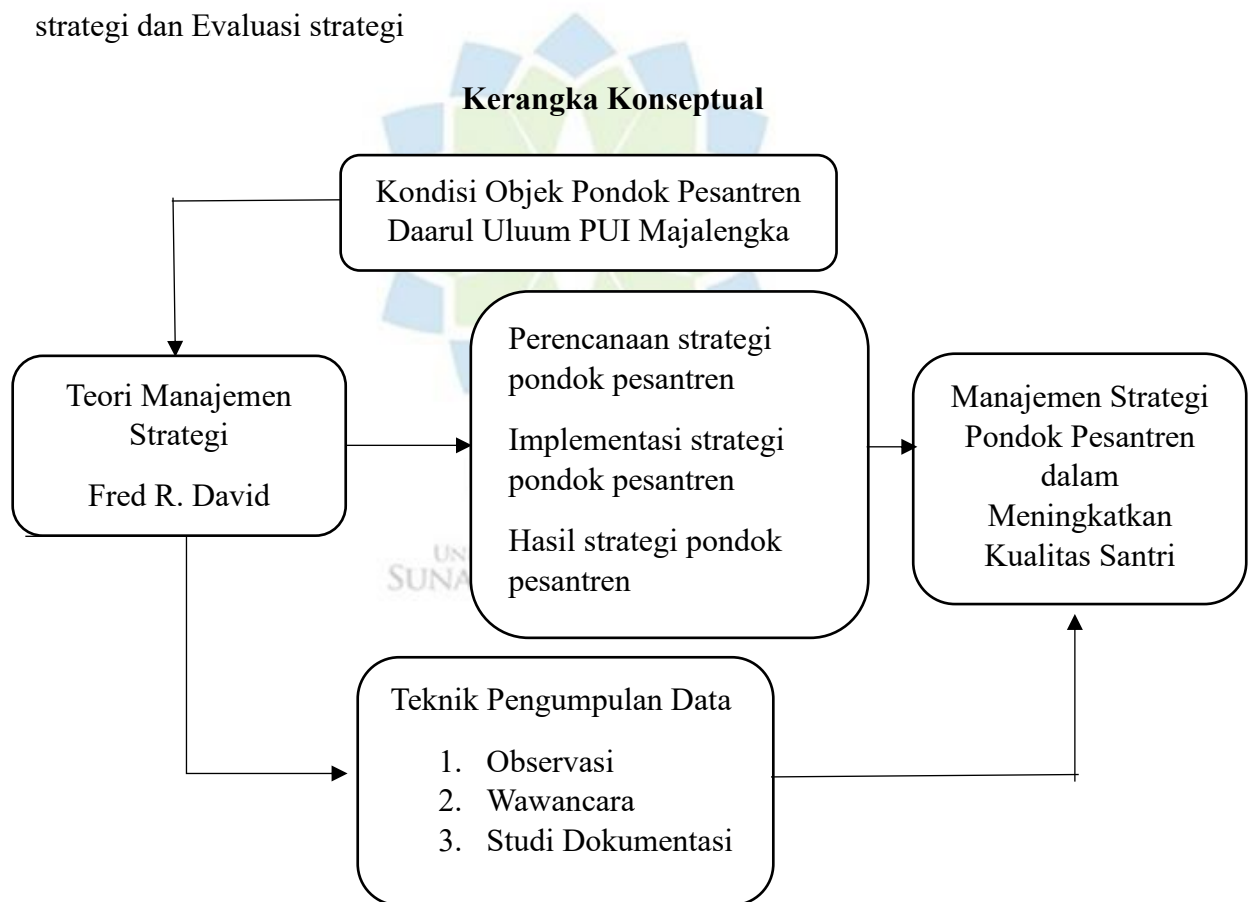 strategi dan Evaluasi strategi
Kerangka Konseptual
Kondisi Objek Pondok Pesantren
Daarul Uluum PUI Majalengka
Teori Manajemen
Strategi
Fred R. David
Perencanaan strategi
pondok pesantren
Implementasi strategi
pondok pesantren
Hasil strategi pondok
pesantren
Manajemen Strategi
Pondok Pesantren
dalam
Meningkatkan
Kualitas Santri
UN
SUNA
Teknik Pengumpulan Data
1. Observasi
2. Wawancara
3. Studi Dokumentasi